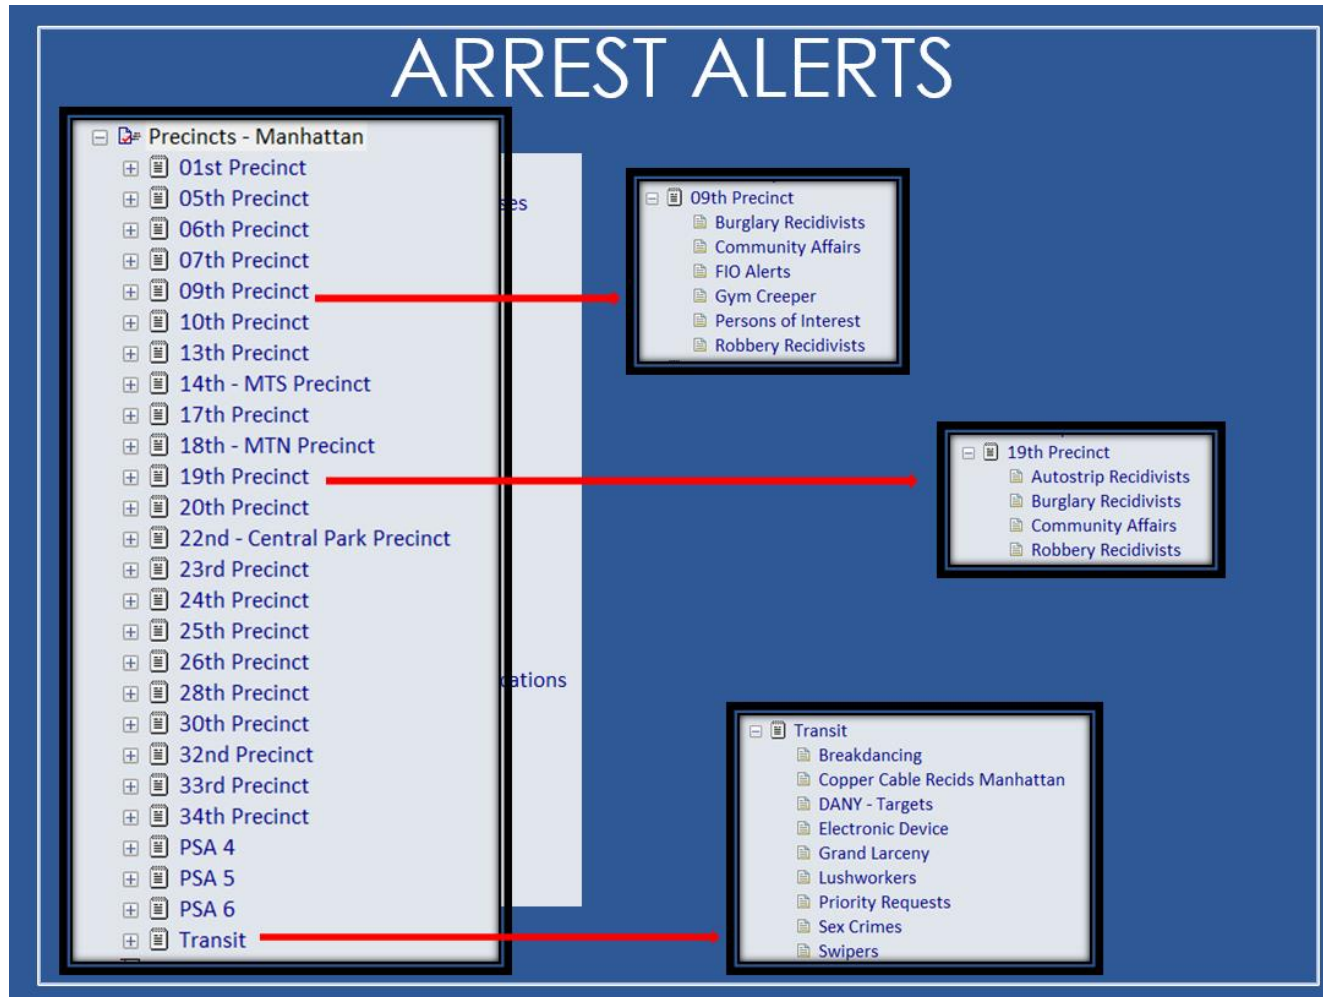 ARREST ALERTS
Precincts - Manhattan
01st Precinct
05th Precinct
06th Precinct
07th Precinct
09th Precinct
10th Precinct
13th Precinct
14th - MTS Precinct
17th Precinct
18th - MTN Precinct
19th Precinct
20th Precinct
22nd - Central Park Precinct
23rd Precinct
24th Precinct
25th Precinct
26th Precinct
28th Precinct
30th Precinct
32nd Precinct
33rd Precinct
34th Precinct
PSA 4
PSA 5
PSA 6
Transit
09th Precinct
Burglary Recidivists
Community Affairs
FIO Alerts
Gym Creeper
Persons of Interest
Robbery Recidivists
19th Precinct
Autostrip Recidivists
Burglary Recidivists
Community Affairs
Robbery Recidivists
Transit
Breakdancing
Copper Cable Recids Manhattan
DANY - Targets
Electronic Device
Grand Larceny
Lushworkers
Priority Requests
Sex Crimes
Swipers